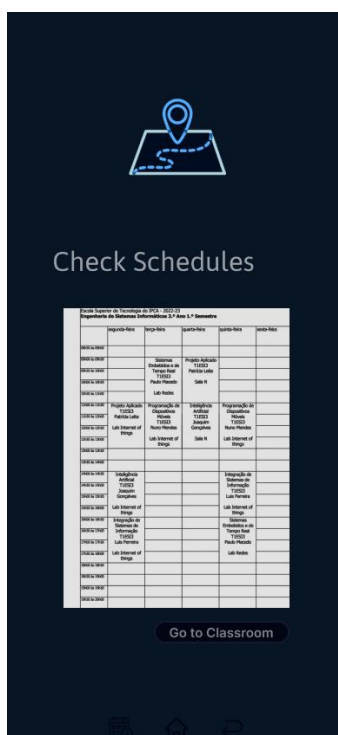 Check Schedules
Escola Superior de Tecnologia do IPCA - 2022-23
Engenharia de Sistemas Informáticos 3.º Ano 1.º Semestre
segunda-feira terça-feira quarta-feira quinta-feira sexta-feira
Sistemas Projeto Aplicado
Embebidos e de T1ESI3
Tempo Real Patrícia Leite
T1ESI3
Paulo Macedo Sala N
Lab Redes
Projeto Aplicado Programação de Inteligência Programação de
T1ESI3 Dispositivos Artificial Dispositivos
Patrícia Leite Móveis T1ESI3 Móveis
T1ESI3 Joaquim T1ESI3
Lab Internet of Nuno Mendes Gonçalves Nuno Mendes
things
Lab Internet of Sala N Lab Internet of
things things
Inteligência Integração de
Artificial Sistemas de
T1ESI3 Informação
Joaquim T1ESI3
Gonçalves Luis Ferreira
Lab Internet of Lab Internet of
things things
Integração de Sistemas
Sistemas de Embebidos e de
Informação Tempo Real
T1ESI3 T1ESI3
Luis Ferreira Paulo Macedo
Lab Internet of Lab Redes
things
Go to Classroom